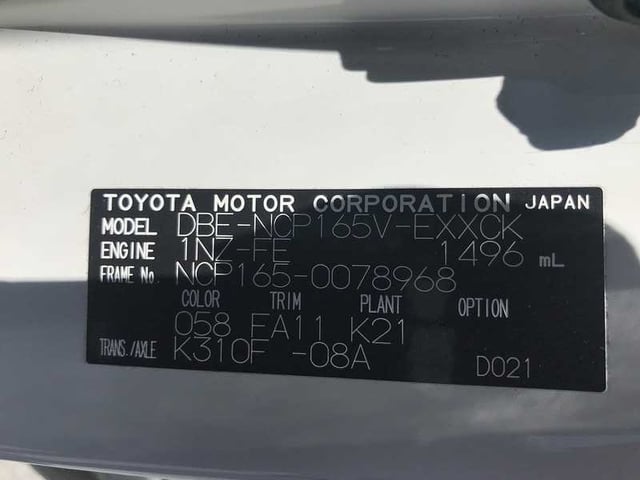 TOYOTA MOTOR CORPORATION JAPAN
MODEL DBE-NCP165V-EXXCK
ENGINE 1NZ-FE 1496 mL
FRAME No. NCP165-0078968
COLOR TRIM PLANT OPTION
058 FA11 K21
TRANS./AXLE K310F -08A
D021